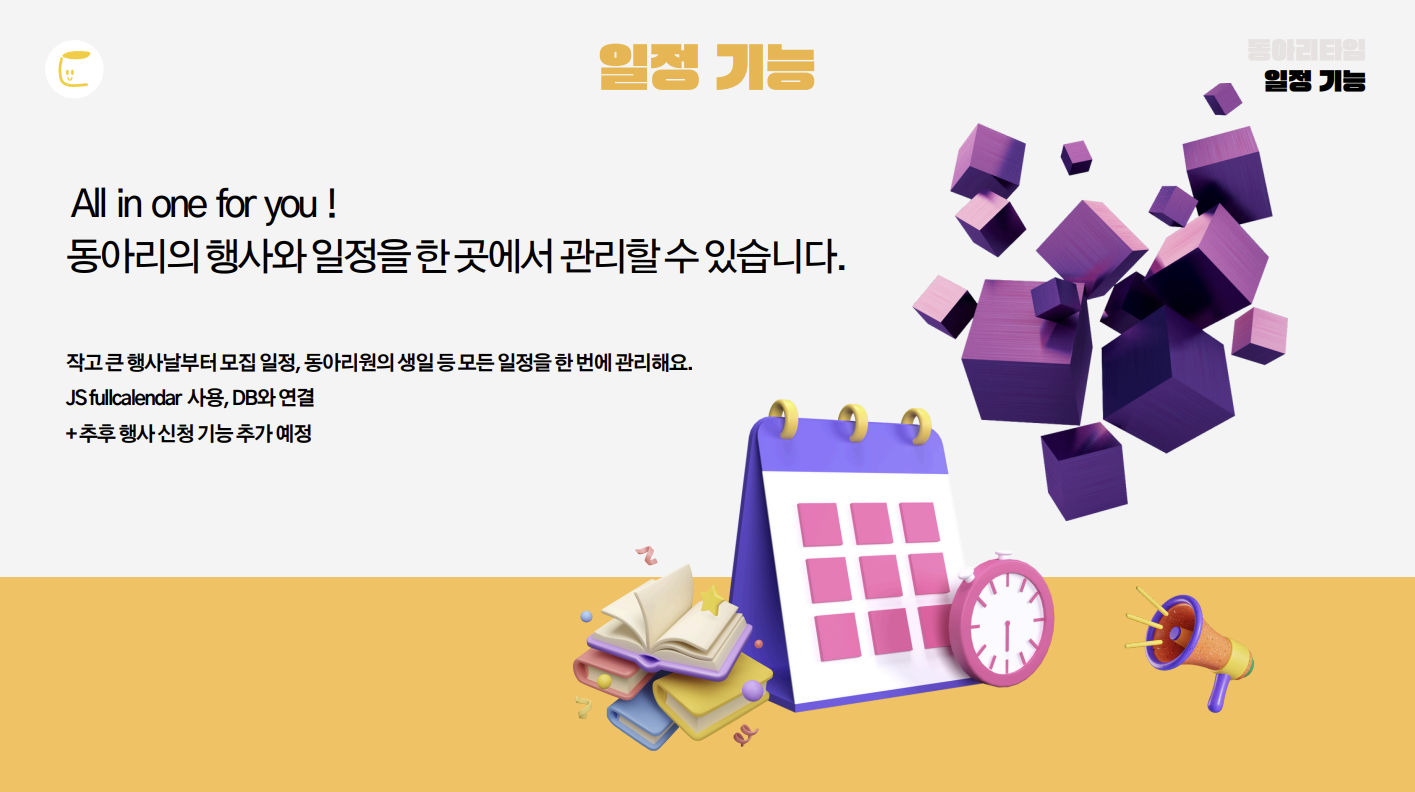 일정 기능
동아리타임
일정 기능
All in one for you !
동아리의 행사와 일정을 한 곳에서 관리할 수 있습니다.
작고 큰 행사날부터 모집 일정, 동아리원의 생일 등 모든 일정을 한 번에 관리해요.
JS fullcalendar 사용, DB와 연결
+ 추후 행사 신청 기능 추가 예정